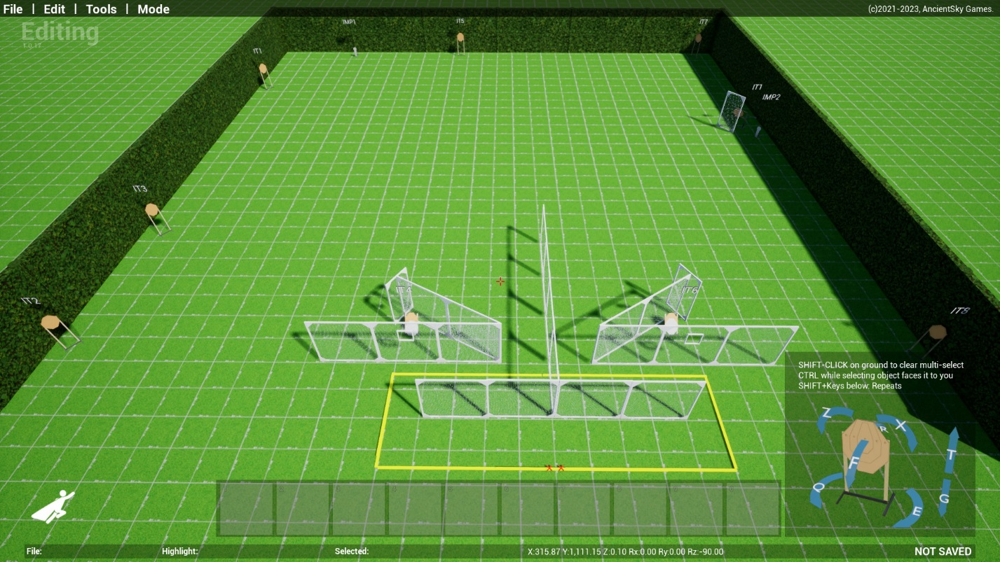 File | Edit | Tools | Mode
(c)2021-2023, AncientSky Games.
Editing
1.0.17
IMP1
IT5
IT7
IT1
IT1
IMP2
IT3
IT4
IT6
IT2
IT8
SHIFT-CLICK on ground to clear multi-select
CTRL while selecting object faces it to you
SHIFT+Keys below: Repeats
Z
R
X
F
T
Q
G
E
File:
Highlight:
Selected:
X:315.87 Y:1,111.15 Z:0.10 Rx:0.00 Ry:0.00 Rz:-90.00
NOT SAVED